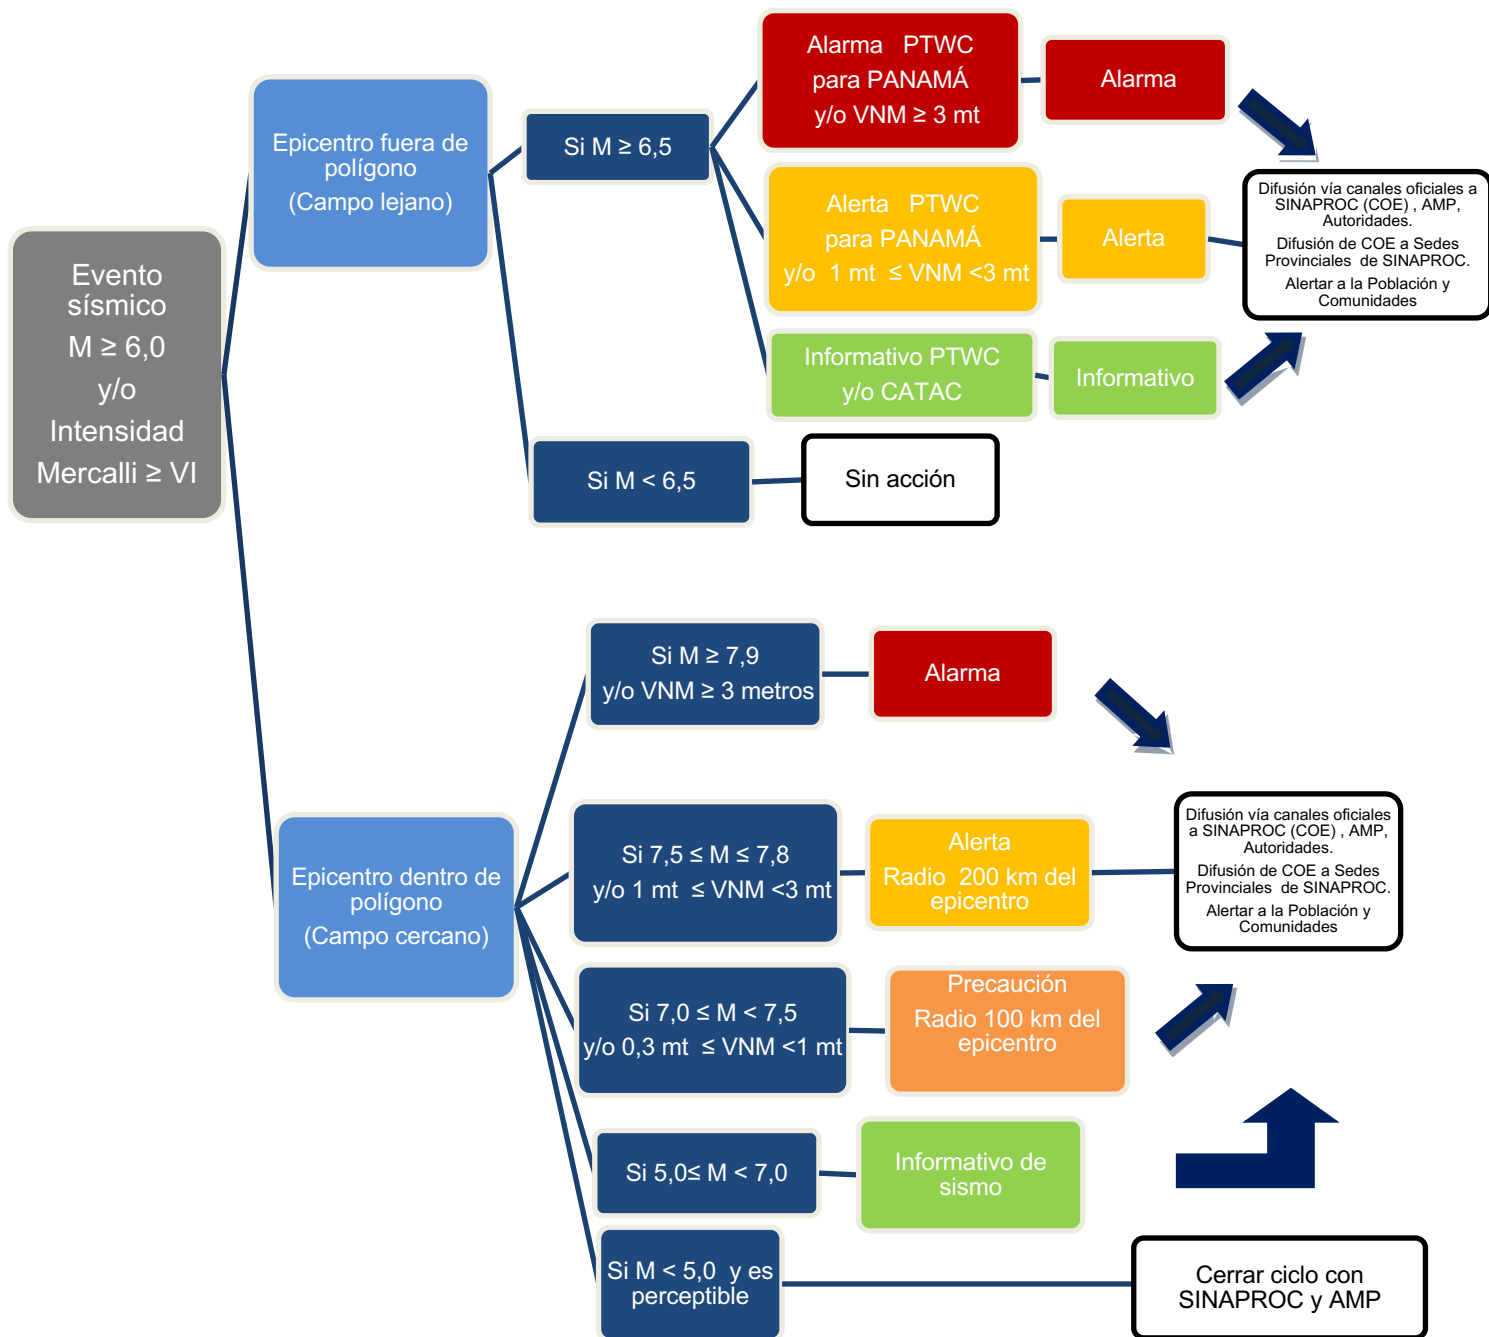 Evento
sísmico
M ≥ 6,0
y/o
Intensidad
Mercalli ≥ VI
Epicentro fuera de
polígono
(Campo lejano)
Si M ≥ 6,5
Alarma PTWC
para PANAMÁ
y/o VNM ≥ 3 mt
Alarma
Alerta PTWC
para PANAMÁ
y/o 1 mt ≤ VNM <3 mt
Alerta
Informativo PTWC
y/o CATAC
Informativo
Difusión vía canales oficiales a
SINAPROC (COE) , AMP,
Autoridades.
Difusión de COE a Sedes
Provinciales de SINAPROC.
Alertar a la Población y
Comunidades
Si M < 6,5
Sin acción
Epicentro dentro de
polígono
(Campo cercano)
Si M ≥ 7,9
y/o VNM ≥ 3 metros
Alarma
Si 7,5 ≤ M ≤ 7,8
y/o 1 mt ≤ VNM <3 mt
Alerta
Radio 200 km del
epicentro
Si 7,0 ≤ M < 7,5
y/o 0,3 mt ≤ VNM <1 mt
Precaución
Radio 100 km del
epicentro
Si 5,0≤ M < 7,0
Informativo de
sismo
Difusión vía canales oficiales
a SINAPROC (COE) , AMP,
Autoridades.
Difusión de COE a Sedes
Provinciales de SINAPROC.
Alertar a la Población y
Comunidades
Si M < 5,0 y es
perceptible
Cerrar ciclo con
SINAPROC y AMP